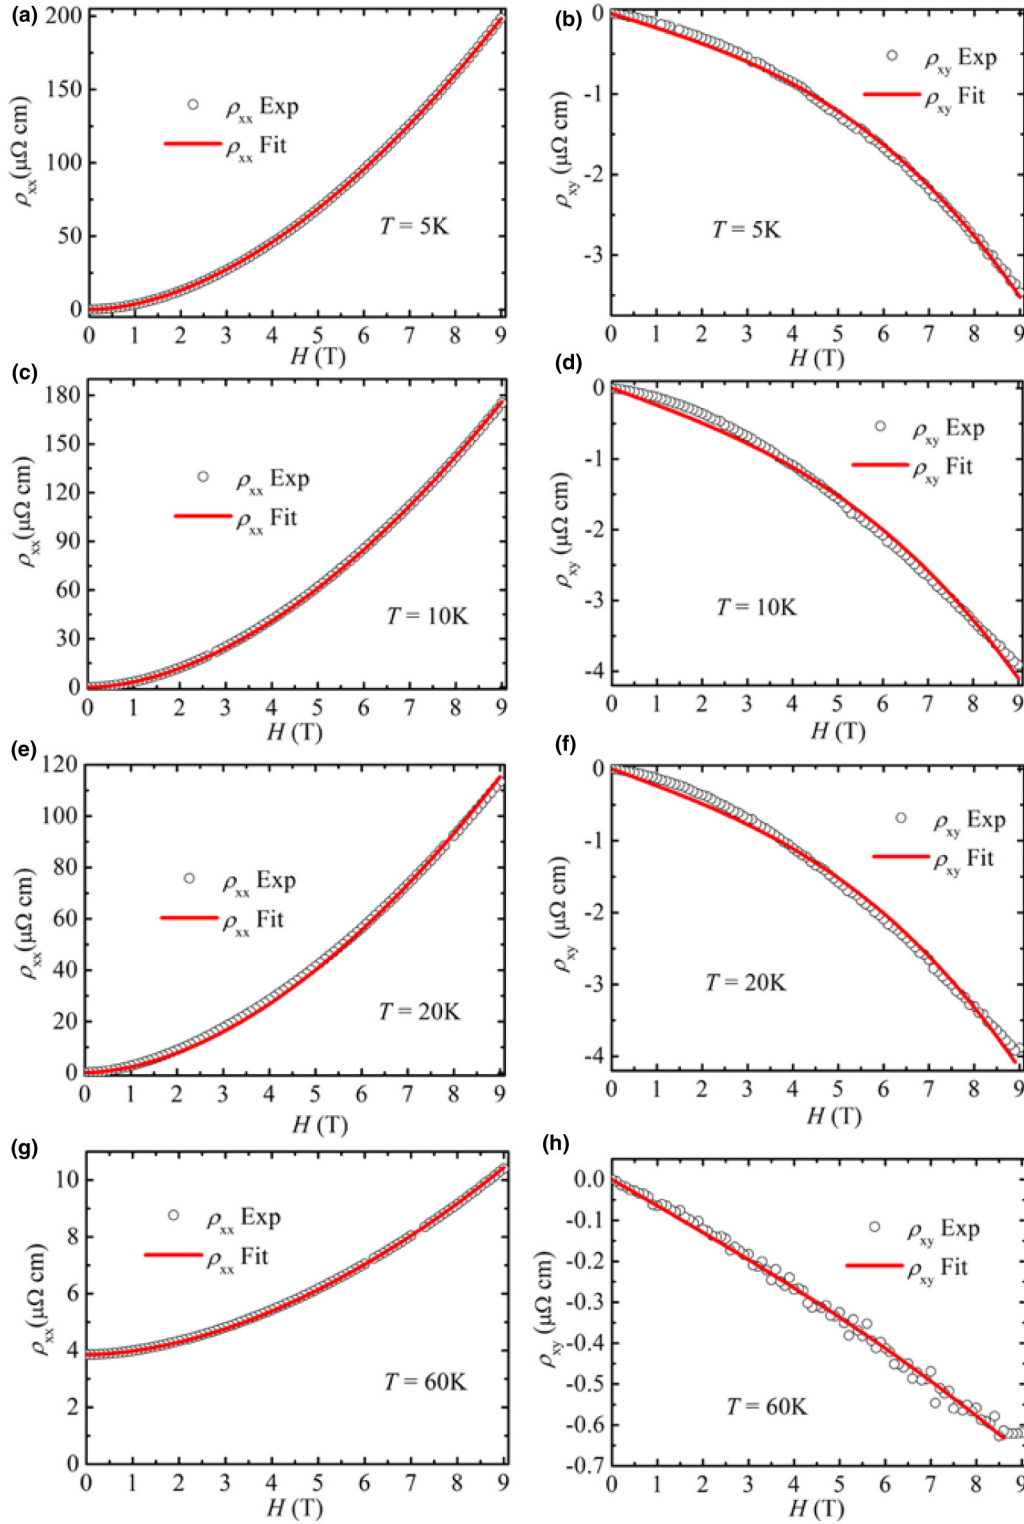 (a)
200
150
100
50
0
ρxx(μΩ cm)
ρxx Exp
ρxx Fit
T = 5K
0 1 2 3 4 5 6 7 8 9
H (T)
(b)
0
-1
-2
-3
ρxy (μΩ cm)
ρxy Exp
ρxy Fit
T = 5K
0 1 2 3 4 5 6 7 8 9
H (T)
(c)
180
150
120
90
60
30
0
ρxx(μΩ cm)
ρxx Exp
ρxx Fit
T = 10K
0 1 2 3 4 5 6 7 8 9
H (T)
(d)
0
-1
-2
-3
-4
ρxy (μΩ cm)
ρxy Exp
ρxy Fit
T = 10K
0 1 2 3 4 5 6 7 8 9
H (T)
(e)
120
100
80
60
40
20
0
ρxx(μΩ cm)
ρxx Exp
ρxx Fit
T = 20K
0 1 2 3 4 5 6 7 8 9
H (T)
(f)
0
-1
-2
-3
-4
ρxy (μΩ cm)
ρxy Exp
ρxy Fit
T = 20K
0 1 2 3 4 5 6 7 8 9
H (T)
(g)
10
8
6
4
2
0
ρxx(μΩ cm)
ρxx Exp
ρxx Fit
T = 60K
0 1 2 3 4 5 6 7 8 9
H (T)
(h)
0.0
-0.1
-0.2
-0.3
-0.4
-0.5
-0.6
-0.7
ρxy (μΩ cm)
ρxy Exp
ρxy Fit
T = 60K
0 1 2 3 4 5 6 7 8 9
H (T)